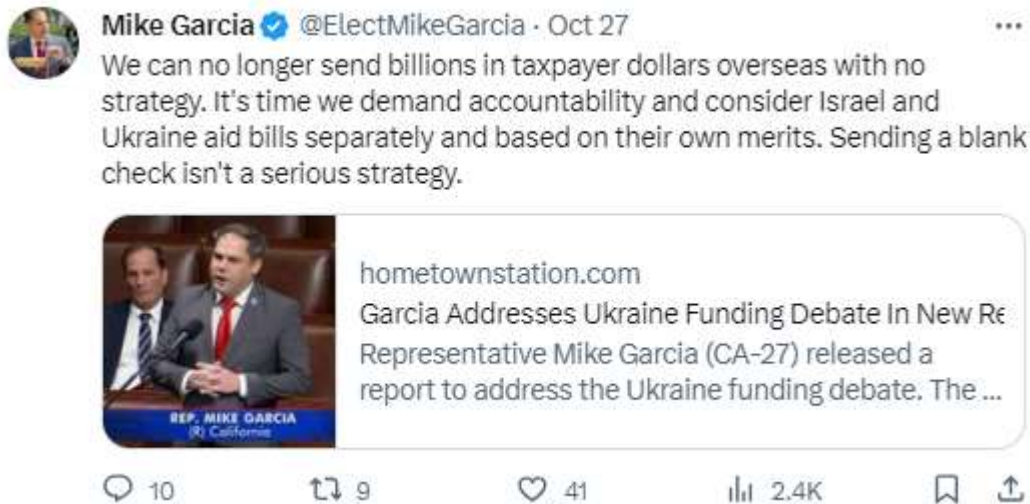 Mike Garcia @ElectMikeGarcia · Oct 27
We can no longer send billions in taxpayer dollars overseas with no
strategy. It's time we demand accountability and consider Israel and
Ukraine aid bills separately and based on their own merits. Sending a blank
check isn't a serious strategy.
hometownstation.com
Garcia Addresses Ukraine Funding Debate In New Re
Representative Mike Garcia (CA-27) released a
report to address the Ukraine funding debate. The ...
REP. MIKE GARCIA
(R) California
10 9 41 2.4K